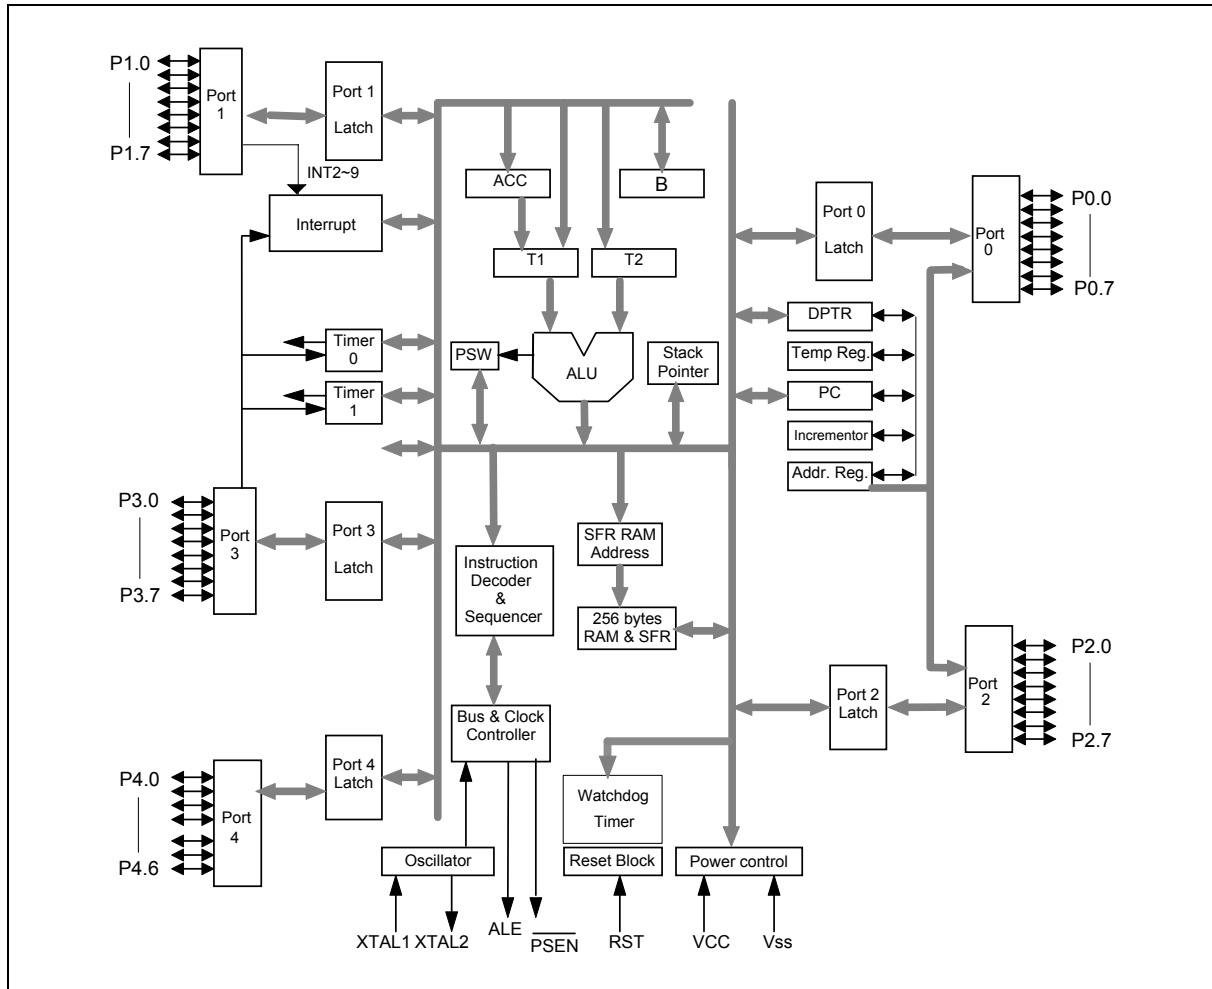 P1.0
P1.7
Port
1
Port 1
Latch
INT2~9
Interrupt
ACC
B
T1
T2
PSW
ALU
Stack
Pointer
Timer
0
Timer
1
P3.0
P3.7
Port
3
Port 3
Latch
Instruction
Decoder
&
Sequencer
SFR RAM
Address
256 bytes
RAM & SFR
Bus & Clock
Controller
P4.0
P4.6
Port
4
Port 4
Latch
Oscillator
Watchdog
Timer
Reset Block
Power control
XTAL1
XTAL2
ALE
PSEN
RST
VCC
Vss
Port 0
Latch
Port
0
P0.0
P0.7
DPTR
Temp Reg.
PC
Incrementor
Addr. Reg.
Port 2
Latch
Port
2
P2.0
P2.7